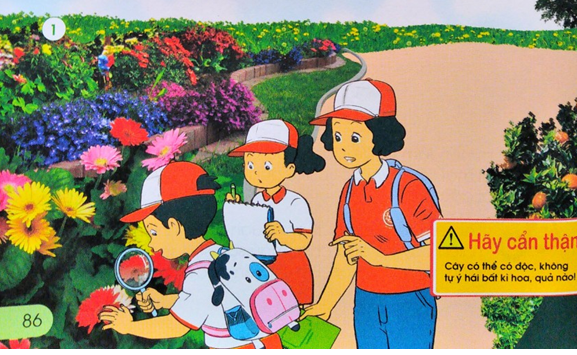 1
Hãy cẩn thận
Cây có thể có độc, không
tự ý hái bất kì hoa, quả nào!
86